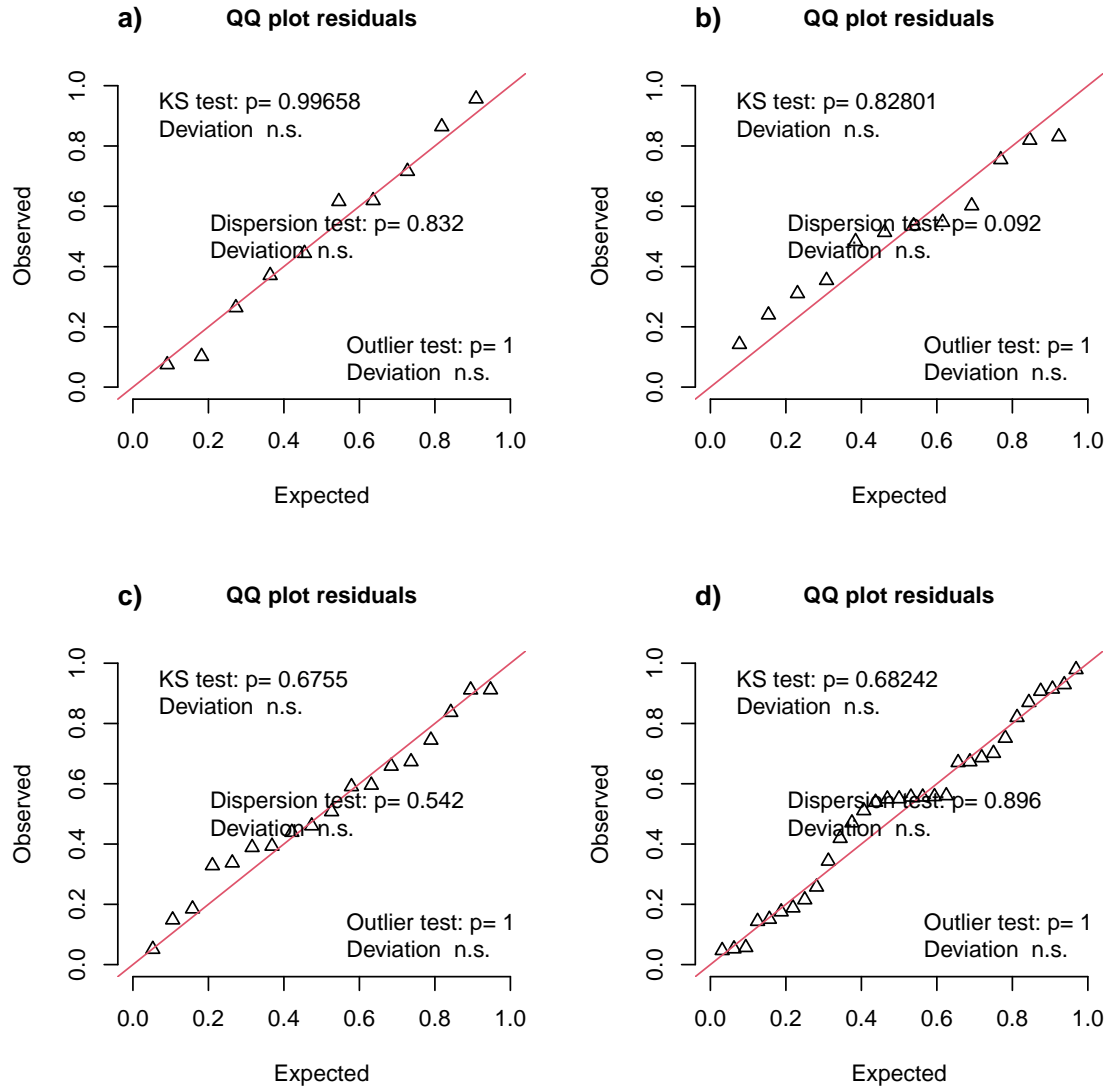 a) QQ plot residuals
KS test: p= 0.99658
Deviation n.s.
Dispersion test: p= 0.832
Deviation n.s.
Outlier test: p= 1
Deviation n.s.
Observed
0.0 0.2 0.4 0.6 0.8 1.0
0.0 0.2 0.4 0.6 0.8 1.0
Expected
b) QQ plot residuals
KS test: p= 0.82801
Deviation n.s.
Dispersion test: p= 0.092
Deviation n.s.
Outlier test: p= 1
Deviation n.s.
Observed
0.0 0.2 0.4 0.6 0.8 1.0
0.0 0.2 0.4 0.6 0.8 1.0
Expected
c) QQ plot residuals
KS test: p= 0.6755
Deviation n.s.
Dispersion test: p= 0.542
Deviation n.s.
Outlier test: p= 1
Deviation n.s.
Observed
0.0 0.2 0.4 0.6 0.8 1.0
0.0 0.2 0.4 0.6 0.8 1.0
Expected
d) QQ plot residuals
KS test: p= 0.68242
Deviation n.s.
Dispersion test: p= 0.896
Deviation n.s.
Outlier test: p= 1
Deviation n.s.
Observed
0.0 0.2 0.4 0.6 0.8 1.0
0.0 0.2 0.4 0.6 0.8 1.0
Expected